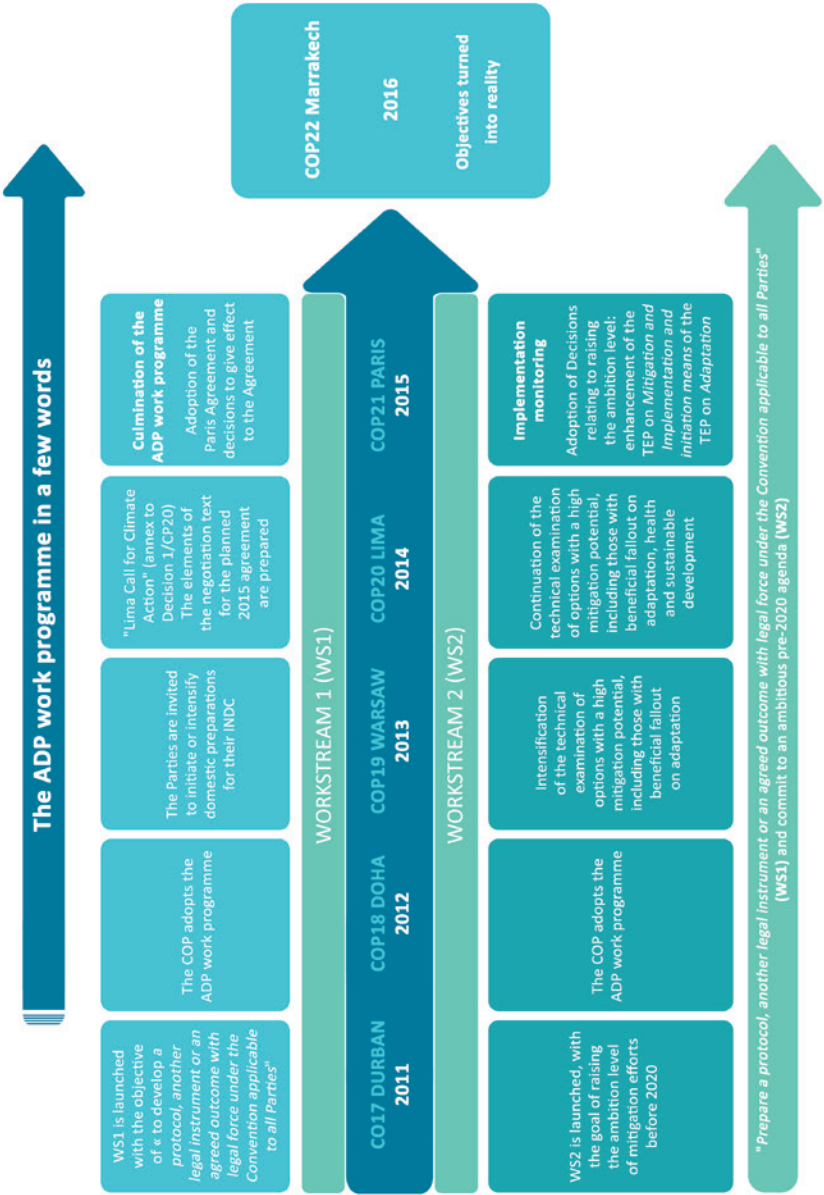 The ADP work programme in a few words
WS1 is launched
with the objective
of « to develop a
protocol, another
legal instrument or an
agreed outcome with
legal force under the
Convention applicable
to all Parties"
The COP adopts the
ADP work programme
The Parties are invited
to initiate or intensify
domestic preparations
for their INDC
"Lima Call for Climate
Action" (annex to
Decision 1/CP20)
The elements of
the negotiation text
for the planned
2015 agreement
are prepared
Culmination of the
ADP work programme
Adoption of the
Paris Agreement and
decisions to give effect
to the Agreement
WORKSTREAM 1 (WS1)
CO17 DURBAN
2011
COP18 DOHA
2012
COP19 WARSAW
2013
COP20 LIMA
2014
COP21 PARIS
2015
COP22 Marrakech
2016
Objectives turned
into reality
WORKSTREAM 2 (WS2)
WS2 is launched, with
the goal of raising
the ambition level
of mitigation efforts
before 2020
The COP adopts the
ADP work programme
Intensification
of the technical
examination of
options with a high
mitigation potential,
including those with
beneficial fallout
on adaptation
Continuation of the
technical examination
of options with a high
mitigation potential,
including those with
beneficial fallout on
adaptation, health
and sustainable
development
Implementation
monitoring
Adoption of Decisions
relating to raising
the ambition level:
enhancement of the
TEP on Mitigation and
Implementation and
initiation means of the
TEP on Adaptation
"Prepare a protocol, another legal instrument or an agreed outcome with legal force under the Convention applicable to all Parties"
(WS1) and commit to an ambitious pre-2020 agenda (WS2)